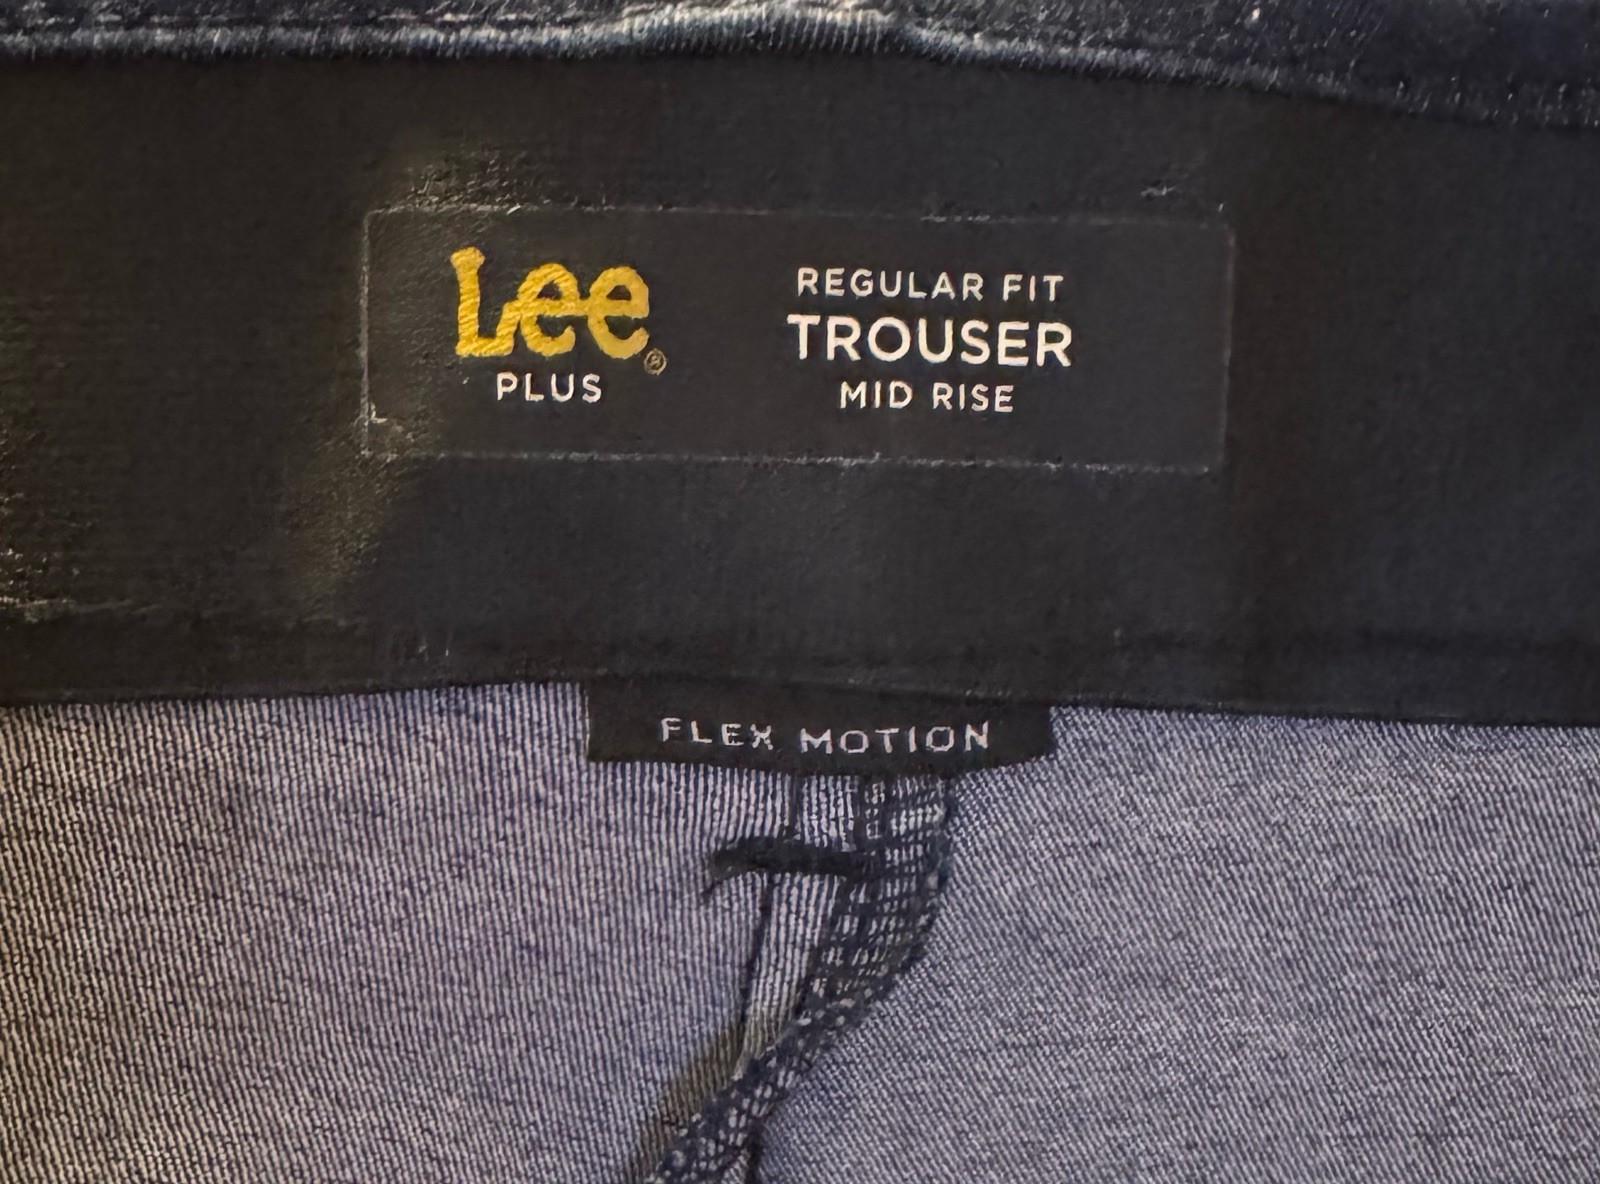 Lee®
PLUS
REGULAR FIT
TROUSER
MID RISE
FLEX MOTION